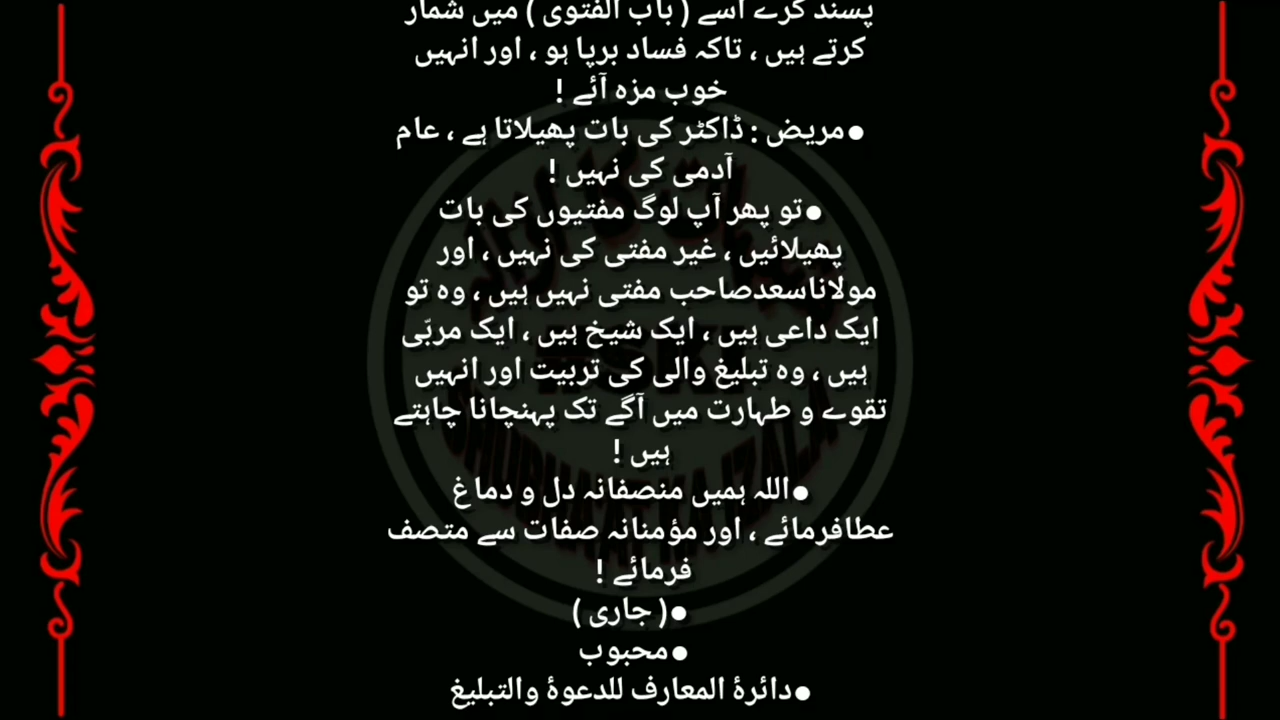 پسند کرے اسے ( باب الفتوی ) میں شمار
کرتے ہیں ، تاکہ فساد برپا ہو ، اور انہیں
خوب مزہ آئے !
●مریض : ڈاکٹر کی بات پھیلاتا ہے ، عام
آدمی کی نہیں !
●تو پھر آپ لوگ مفتیوں کی بات
پھیلائیں ، غیر مفتی کی نہیں ، اور
مولاناسعدصاحب مفتی نہیں ہیں ، وہ تو
ایک داعی ہیں ، ایک شیخ ہیں ، ایک مربّی
ہیں ، وہ تبلیغ والی کی تربیت اور انہیں
تقوے و طہارت میں آگے تک پہنچانا چاہتے
ہیں !
●اللہ ہمیں منصفانہ دل و دماغ
عطافرمائے ، اور مؤمنانہ صفات سے متصف
فرمائے !
●( جاری )
●محبوب
●دائرۂ المعارف للدعوۂ والتبلیغ